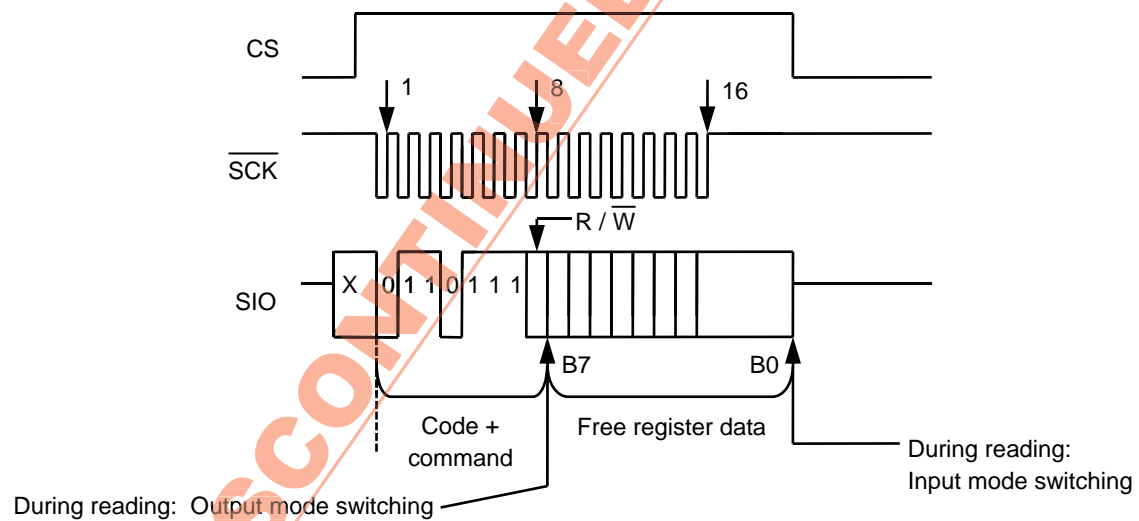 SCONTINUED
CS
1
8
16
SCK
R / W
SIO
X 0 1 1 0 1 1 1
B7
B0
Code +
command
Free register data
During reading:
Input mode switching
During reading: Output mode switching